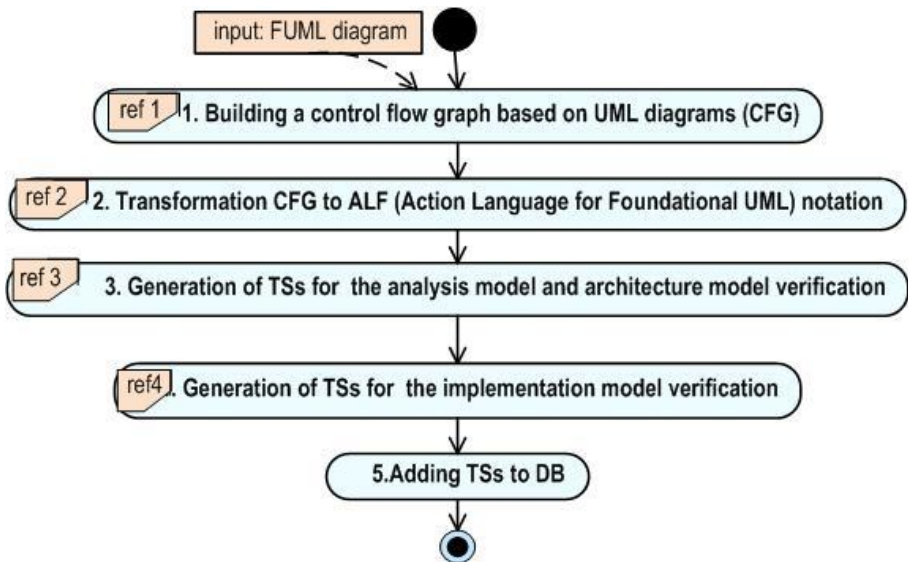 input: FUML diagram
ref 1
1. Building a control flow graph based on UML diagrams (CFG)
ref 2
2. Transformation CFG to ALF (Action Language for Foundational UML) notation
ref 3
3. Generation of TSs for the analysis model and architecture model verification
ref4
. Generation of TSs for the implementation model verification
5.Adding TSs to DB